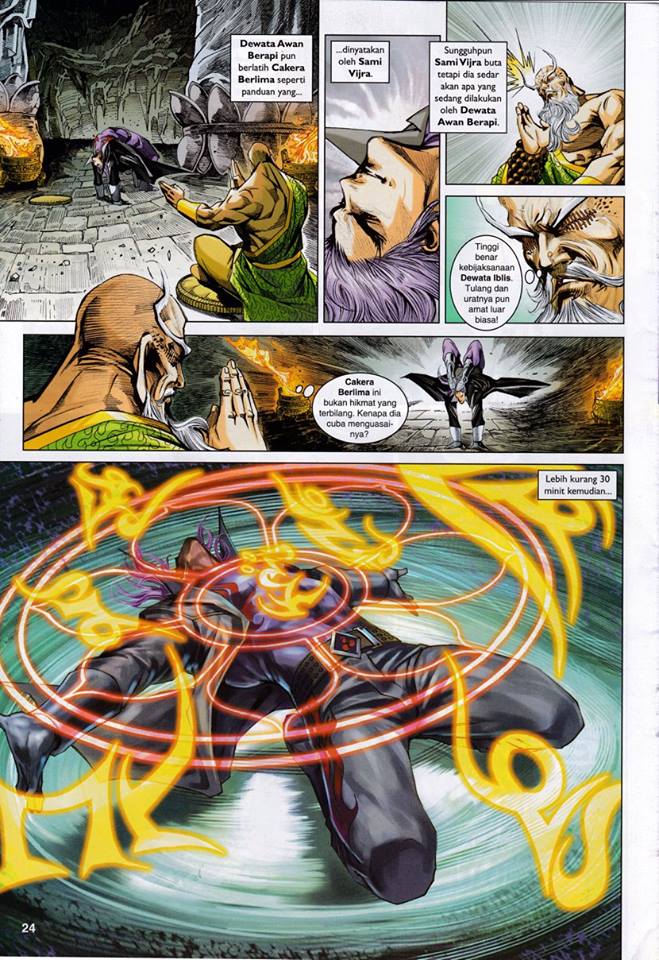 Dewata Awan
Berapi pun
berlatih Cakera
Berlima seperti
panduan yang...
...dinyatakan
oleh Sami
Vijra.
Sungguhpun
Sami Vijra buta
tetapi dia sedar
akan apa yang
sedang dilakukan
oleh Dewata
Awan Berapi.
Tinggi
benar
kebijaksanaan
Dewata Iblis.
Tulang dan
uratnya pun
amat luar
biasa!
Cakera
Berlima ini
bukan hikmat yang
terbilang. Kenapa dia
cuba menguasai-
nya?
Lebih kurang 30
minit kemudian...
24